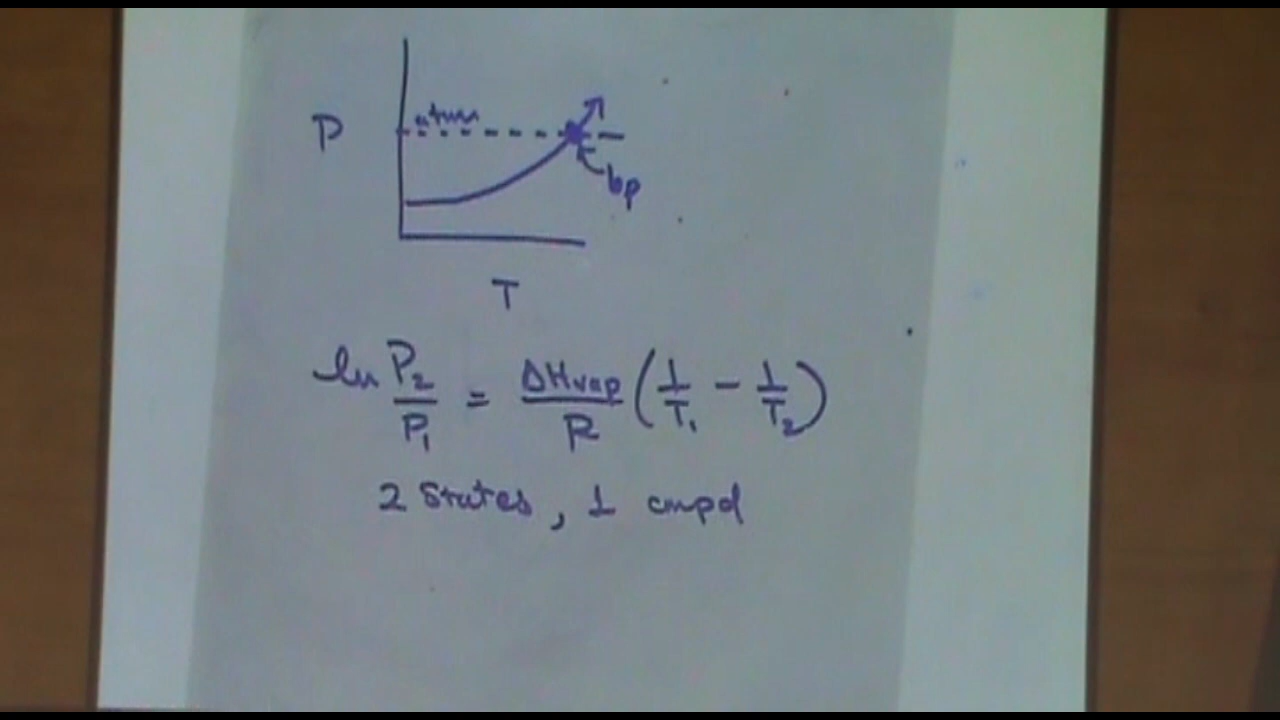 P
atm
bp
T
ln P₂/P₁ = ΔHvap/R (1/T₁ - 1/T₂)
2 States, 1 cmpd